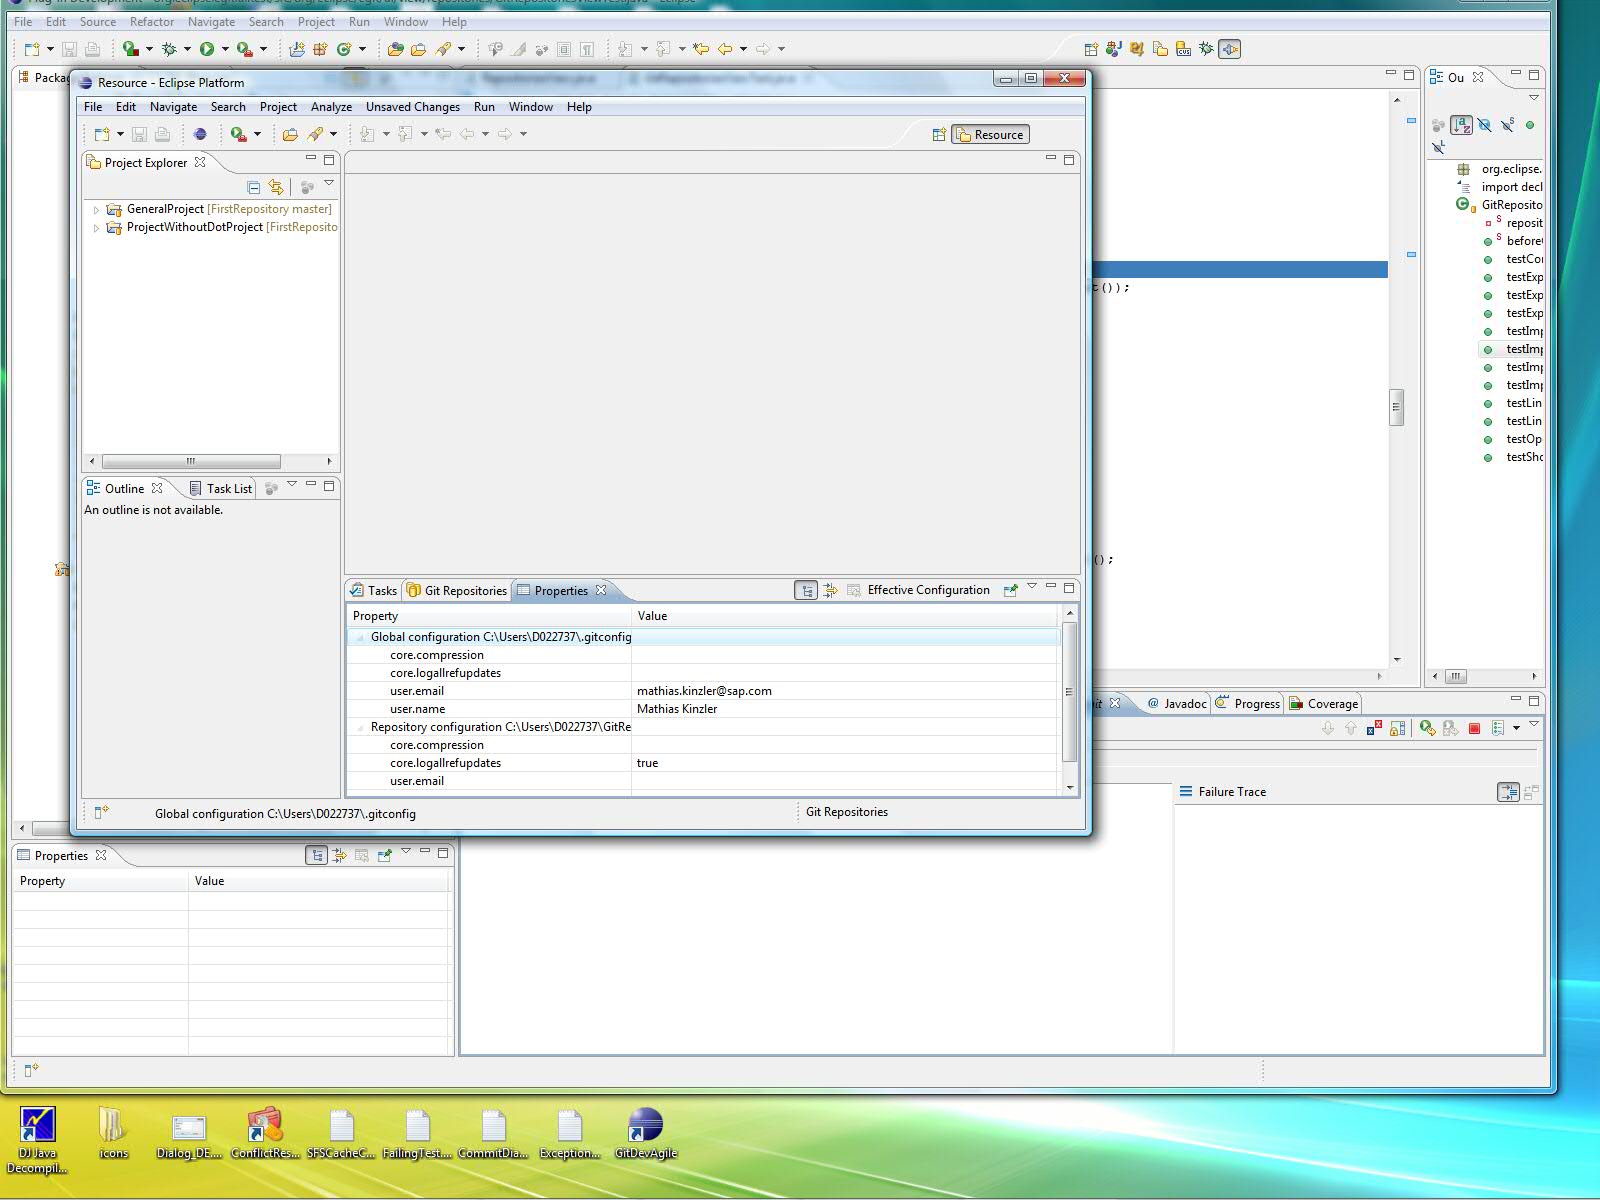 File Edit Source Refactor Navigate Search Project Run Window Help
Packag
Resource - Eclipse Platform
File Edit Navigate Search Project Analyze Unsaved Changes Run Window Help
Resource
Project Explorer
GeneralProject [FirstRepository master]
ProjectWithoutDotProject [FirstReposito
Outline
Task List
An outline is not available.
Tasks
Git Repositories
Properties
Effective Configuration
Property Value
Global configuration C:\Users\D022737\.gitconfig
core.compression
core.logallrefupdates
user.email mathias.kinzler@sap.com
user.name Mathias Kinzler
Repository configuration C:\Users\D022737\GitRe
core.compression
core.logallrefupdates true
user.email
Global configuration C:\Users\D022737\.gitconfig
Git Repositories
());
();
Ou
org.eclipse.
import decl
GitReposito
reposit
before
testCor
testExp
testExp
testExp
testImp
testImp
testImp
testImp
testLin
testLin
testOp
testSho
Javadoc
Progress
Coverage
Failure Trace
Properties
Property Value
DJ Java Decompil...
icons
Dialog_DE....
ConflictRes...
SFSCacheC...
FailingTest....
CommitDia...
Exception...
GitDevAgile